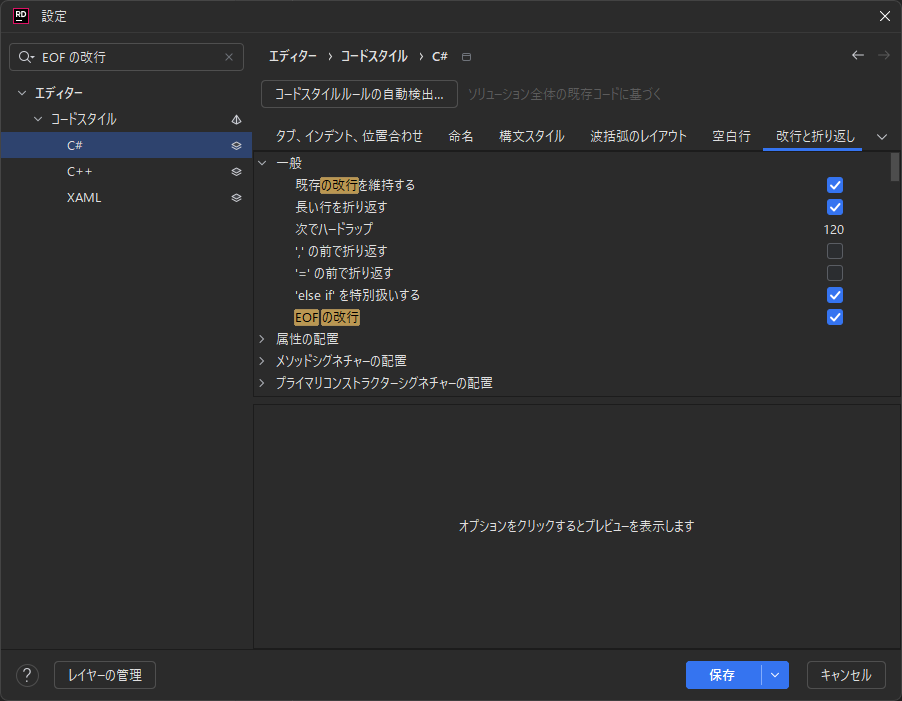 RD 設定
EOF の改行
エディター
コードスタイル
C#
C++
XAML
エディター › コードスタイル › C#
コードスタイルルールの自動検出... ソリューション全体の既存コードに基づく
タブ、インデント、位置合わせ 命名 構文スタイル 波括弧のレイアウト 空白行 改行と折り返し
一般
既存の改行を維持する
長い行を折り返す
次でハードラップ 120
',' の前で折り返す
'=' の前で折り返す
'else if' を特別扱いする
EOF の改行
属性の配置
メソッドシグネチャーの配置
プライマリコンストラクターシグネチャーの配置
オプションをクリックするとプレビューを表示します
? レイヤーの管理 保存 キャンセル